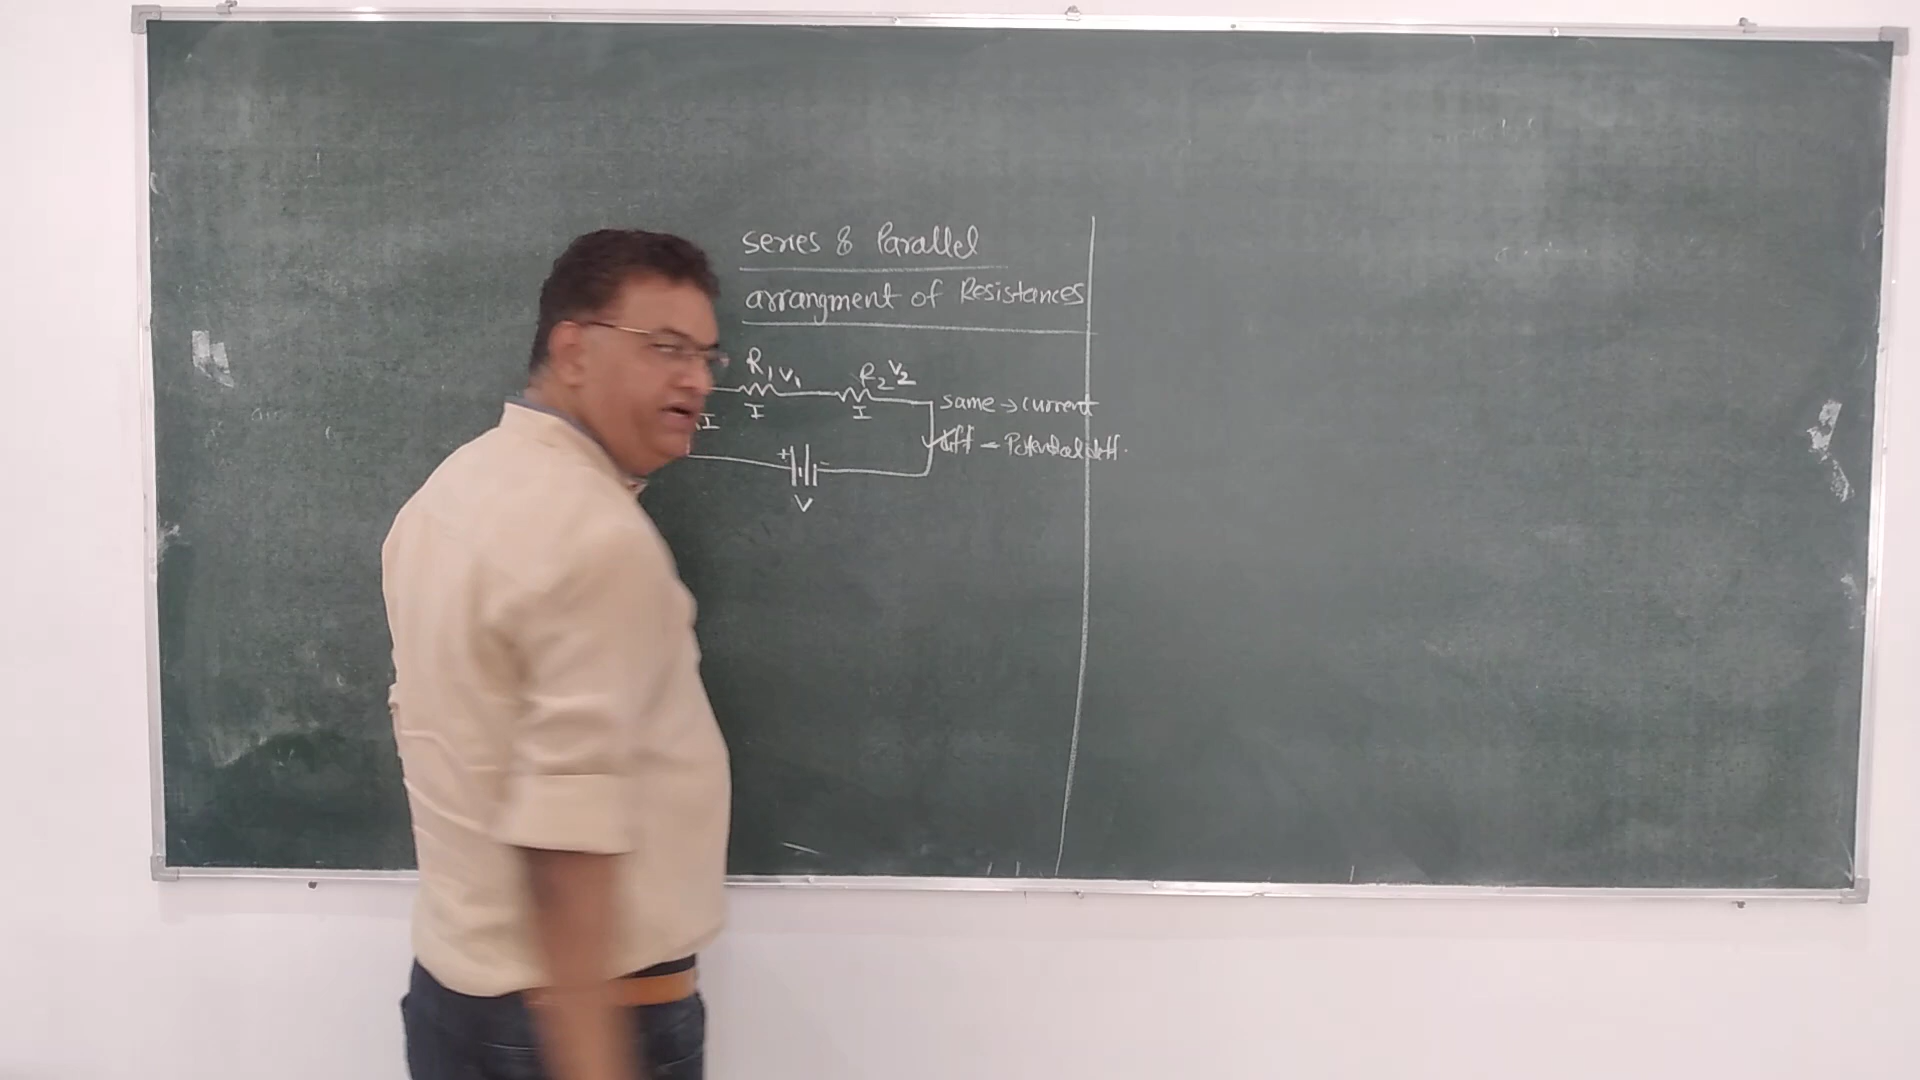 series & Parallel
arrangment of Resistances
R1 V1 R2 V2
I I I
same → current
diff - Potential diff.
+ -
V